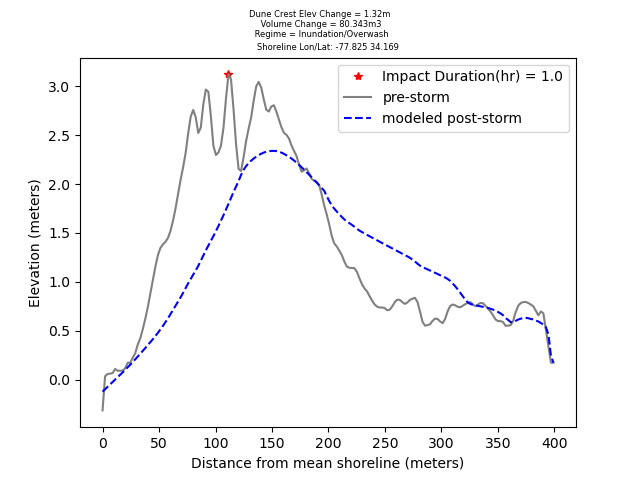 Dune Crest Elev Change = 1.32m
Volume Change = 80.343m3
Regime = Inundation/Overwash
Shoreline Lon/Lat: -77.825 34.169
Impact Duration(hr) = 1.0
pre-storm
modeled post-storm
3.0
2.5
2.0
1.5
1.0
0.5
0.0
Elevation (meters)
0 50 100 150 200 250 300 350 400
Distance from mean shoreline (meters)